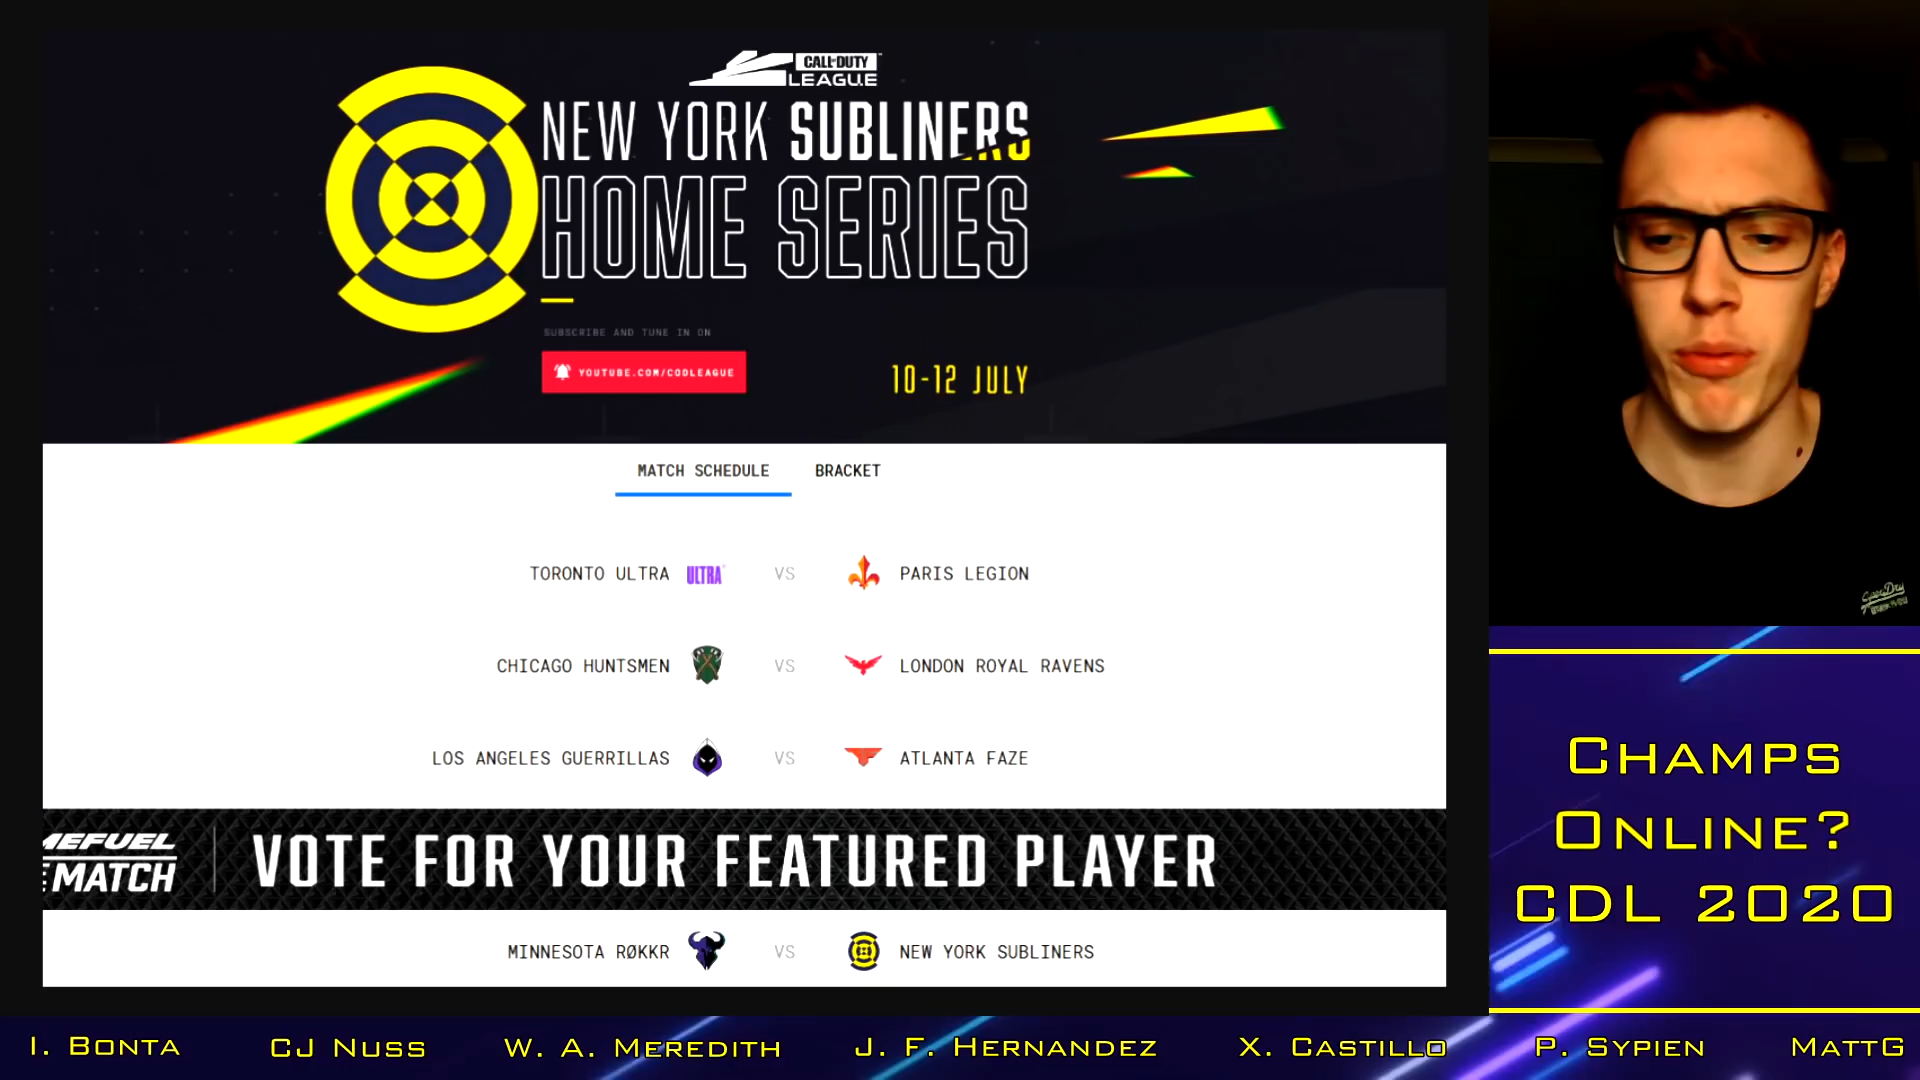 CALL OF DUTY
LEAGUE
NEW YORK SUBLINERS
HOME SERIES
SUBSCRIBE AND TUNE IN ON
YOUTUBE.COM/CODLEAGUE
10-12 JULY
MATCH SCHEDULE BRACKET
TORONTO ULTRA ULTRA VS PARIS LEGION
CHICAGO HUNTSMEN VS LONDON ROYAL RAVENS
LOS ANGELES GUERRILLAS VS ATLANTA FAZE
MEFUEL
MATCH
VOTE FOR YOUR FEATURED PLAYER
MINNESOTA RØKKR VS NEW YORK SUBLINERS
CHAMPS
ONLINE?
CDL 2020
I. BONTA CJ NUSS W. A. MEREDITH J. F. HERNANDEZ X. CASTILLO P. SYPIEN MATTG